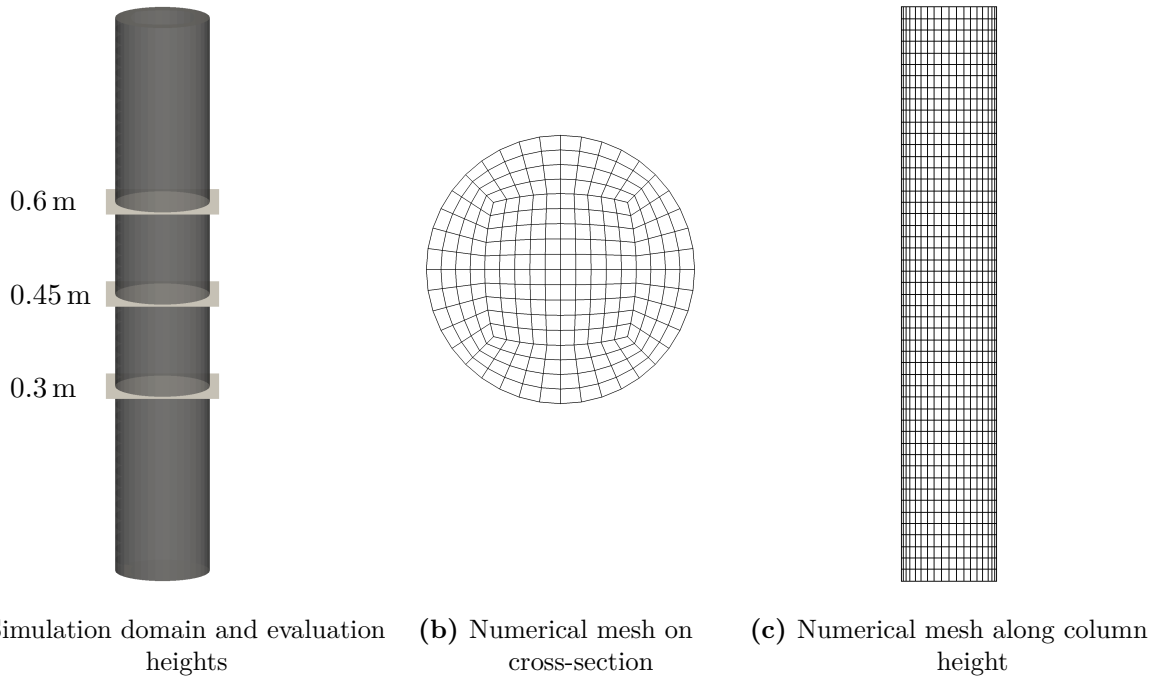 0.6 m
0.45 m
0.3 m
Simulation domain and evaluation
heights
(b) Numerical mesh on
cross-section
(c) Numerical mesh along column
height